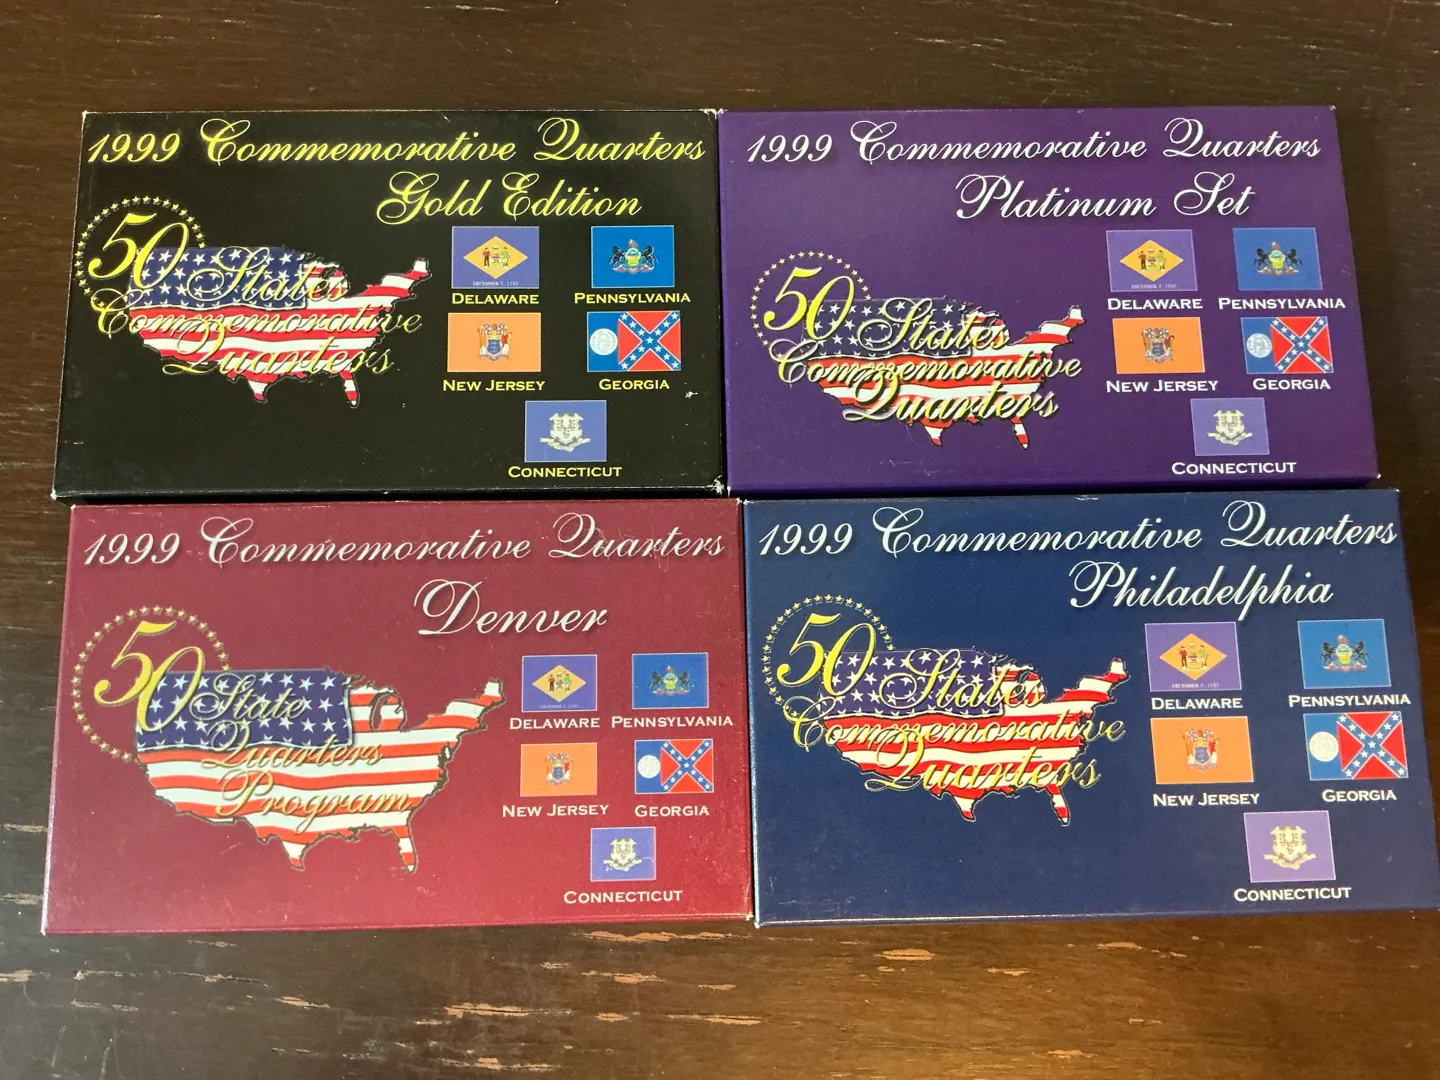 1999 Commemorative Quarters
Gold Edition
50 States
Commemorative
Quarters
DELAWARE
PENNSYLVANIA
NEW JERSEY
GEORGIA
CONNECTICUT
1999 Commemorative Quarters
Platinum Set
50 States
Commemorative
Quarters
DELAWARE
PENNSYLVANIA
NEW JERSEY
GEORGIA
CONNECTICUT
1999 Commemorative Quarters
Denver
50 State
Quarters
Program
DELAWARE
PENNSYLVANIA
NEW JERSEY
GEORGIA
CONNECTICUT
1999 Commemorative Quarters
Philadelphia
50 States
Commemorative
Quarters
DECEMBER 7, 1787
DELAWARE
PENNSYLVANIA
NEW JERSEY
GEORGIA
CONNECTICUT